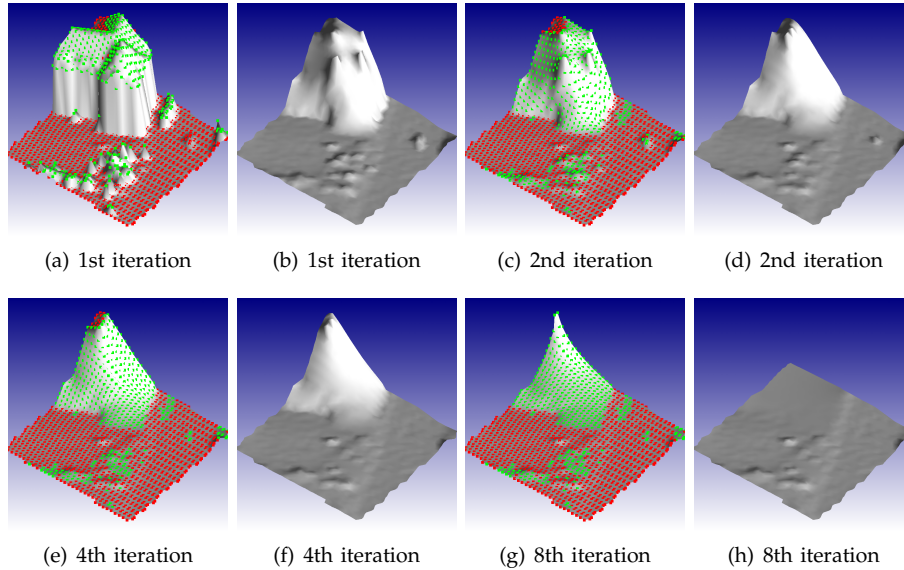 (a) 1st iteration
(b) 1st iteration
(c) 2nd iteration
(d) 2nd iteration
(e) 4th iteration
(f) 4th iteration
(g) 8th iteration
(h) 8th iteration